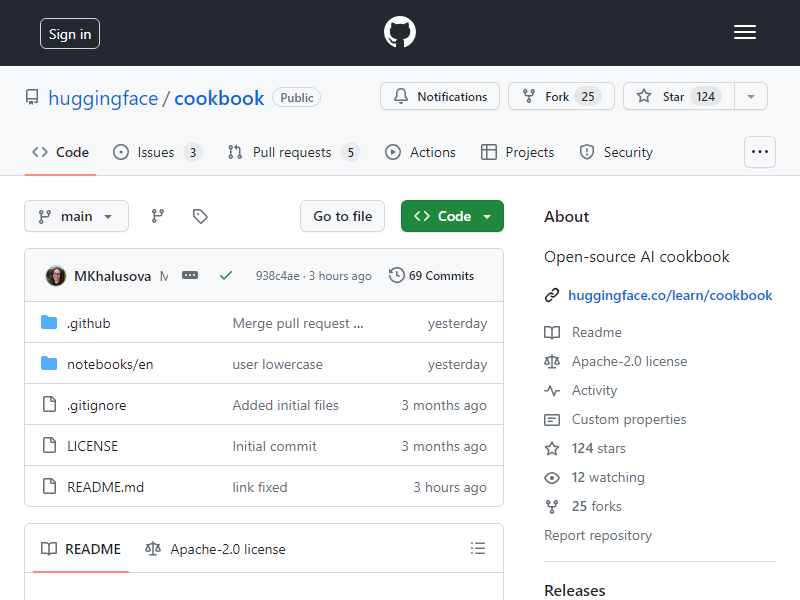 Sign in
huggingface / cookbook Public
Notifications Fork 25 Star 124
Code Issues 3 Pull requests 5 Actions Projects Security
main Go to file Code
MKhalusova 938c4ae · 3 hours ago 69 Commits
.github Merge pull request ... yesterday
notebooks/en user lowercase yesterday
.gitignore Added initial files 3 months ago
LICENSE Initial commit 3 months ago
README.md link fixed 3 hours ago
README Apache-2.0 license
About
Open-source AI cookbook
huggingface.co/learn/cookbook
Readme
Apache-2.0 license
Activity
Custom properties
124 stars
12 watching
25 forks
Report repository
Releases